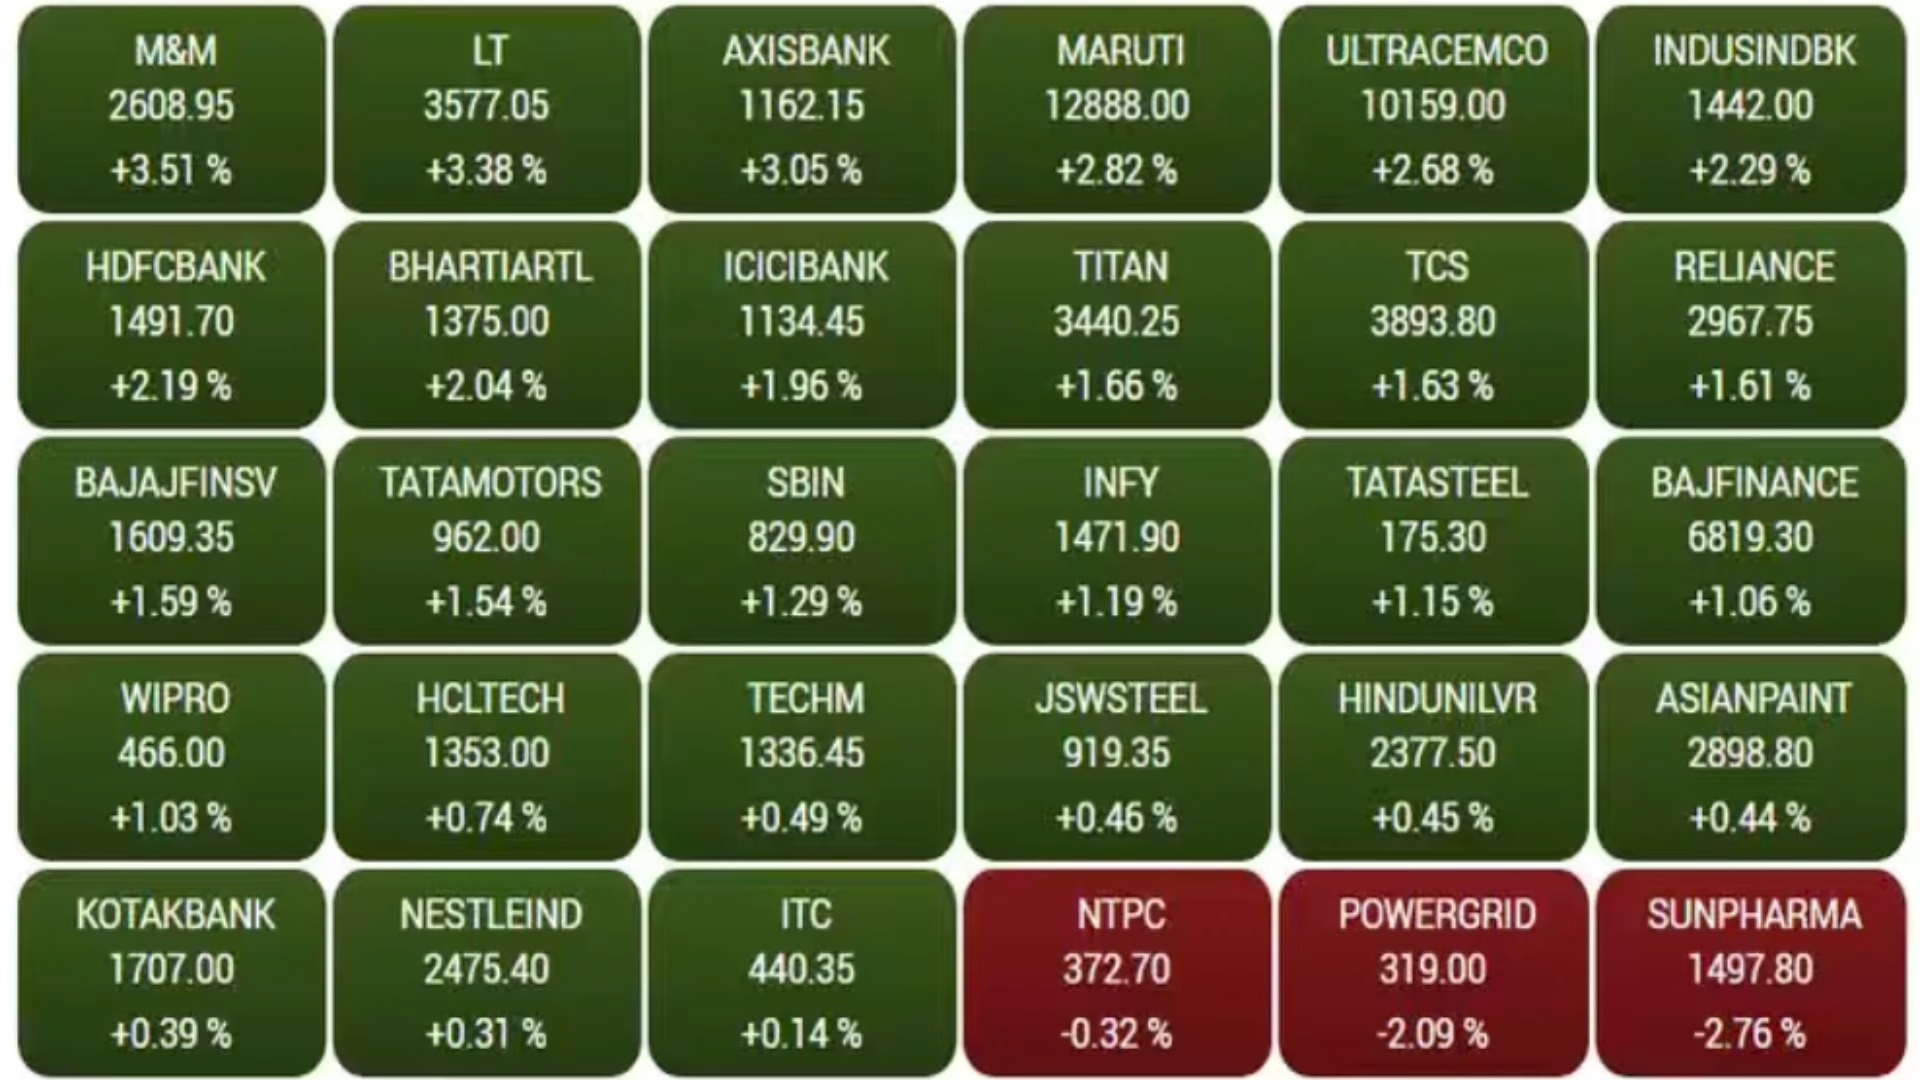 M&M
2608.95
+3.51 %
LT
3577.05
+3.38 %
AXISBANK
1162.15
+3.05 %
MARUTI
12888.00
+2.82 %
ULTRACEMCO
10159.00
+2.68 %
INDUSINDBK
1442.00
+2.29 %
HDFCBANK
1491.70
+2.19 %
BHARTIARTL
1375.00
+2.04 %
ICICIBANK
1134.45
+1.96 %
TITAN
3440.25
+1.66 %
TCS
3893.80
+1.63 %
RELIANCE
2967.75
+1.61 %
BAJAJFINSV
1609.35
+1.59 %
TATAMOTORS
962.00
+1.54 %
SBIN
829.90
+1.29 %
INFY
1471.90
+1.19 %
TATASTEEL
175.30
+1.15 %
BAJFINANCE
6819.30
+1.06 %
WIPRO
466.00
+1.03 %
HCLTECH
1353.00
+0.74 %
TECHM
1336.45
+0.49 %
JSWSTEEL
919.35
+0.46 %
HINDUNILVR
2377.50
+0.45 %
ASIANPAINT
2898.80
+0.44 %
KOTAKBANK
1707.00
+0.39 %
NESTLEIND
2475.40
+0.31 %
ITC
440.35
+0.14 %
NTPC
372.70
-0.32 %
POWERGRID
319.00
-2.09 %
SUNPHARMA
1497.80
-2.76 %